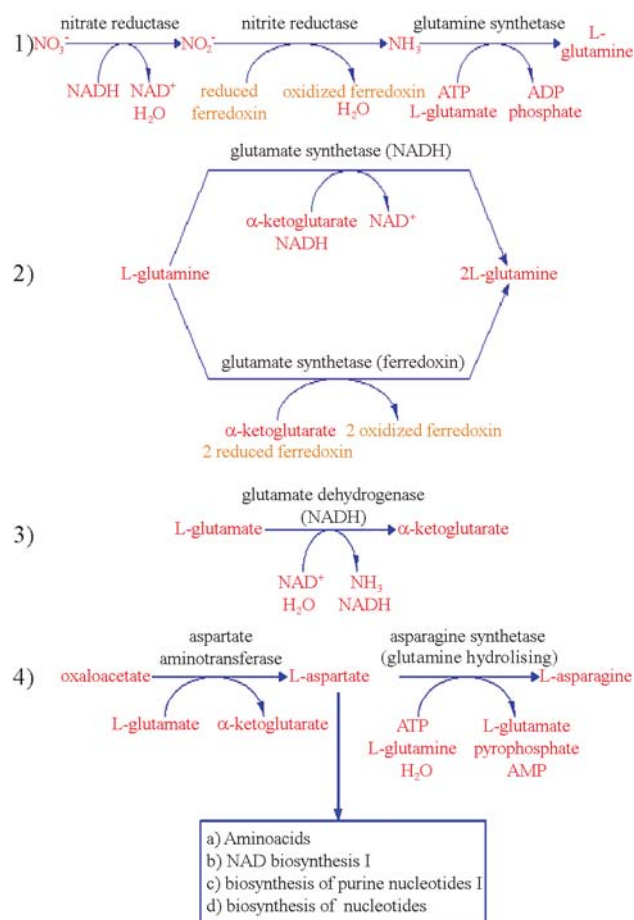 1)
nitrate reductase
nitrite reductase
glutamine synthetase
NO₃⁻
NO₂⁻
NH₃
L-
glutamine
NADH
NAD⁺
H₂O
reduced
ferredoxin
oxidized ferredoxin
H₂O
ATP
L-glutamate
ADP
phosphate
2)
glutamate synthetase (NADH)
α-ketoglutarate
NADH
NAD⁺
L-glutamine
2L-glutamine
glutamate synthetase (ferredoxin)
α-ketoglutarate
2 reduced ferredoxin
2 oxidized ferredoxin
3)
glutamate dehydrogenase
(NADH)
L-glutamate
α-ketoglutarate
NAD⁺
H₂O
NH₃
NADH
4)
aspartate
aminotransferase
asparagine synthetase
(glutamine hydrolising)
oxaloacetate
L-aspartate
L-asparagine
L-glutamate
α-ketoglutarate
ATP
L-glutamine
H₂O
L-glutamate
pyrophosphate
AMP
a) Aminoacids
b) NAD biosynthesis I
c) biosynthesis of purine nucleotides I
d) biosynthesis of nucleotides